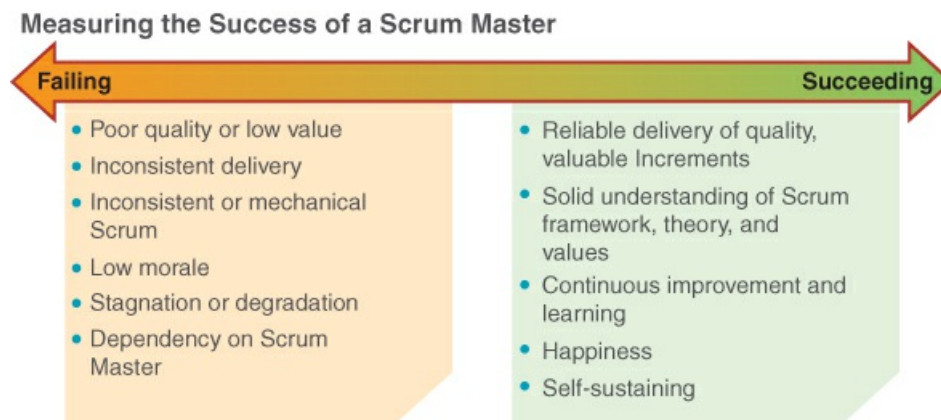 Measuring the Success of a Scrum Master
Failing
Succeeding
• Poor quality or low value
• Inconsistent delivery
• Inconsistent or mechanical
Scrum
• Low morale
• Stagnation or degradation
• Dependency on Scrum
Master
• Reliable delivery of quality,
valuable Increments
• Solid understanding of Scrum
framework, theory, and
values
• Continuous improvement and
learning
• Happiness
• Self-sustaining